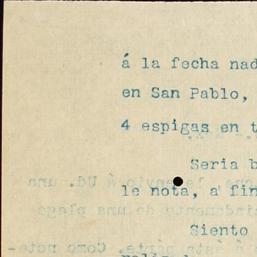 á la fecha nad
en San Pablo,
4 espigas en t
Seria b
le nota, a fin
Siento